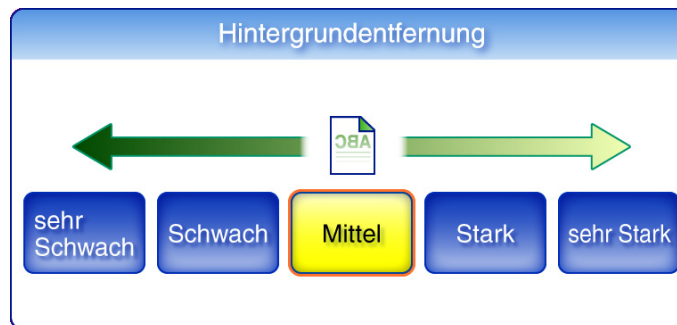 Hintergrundentfernung
ABC
sehr
Schwach
Schwach
Mittel
Stark
sehr Stark